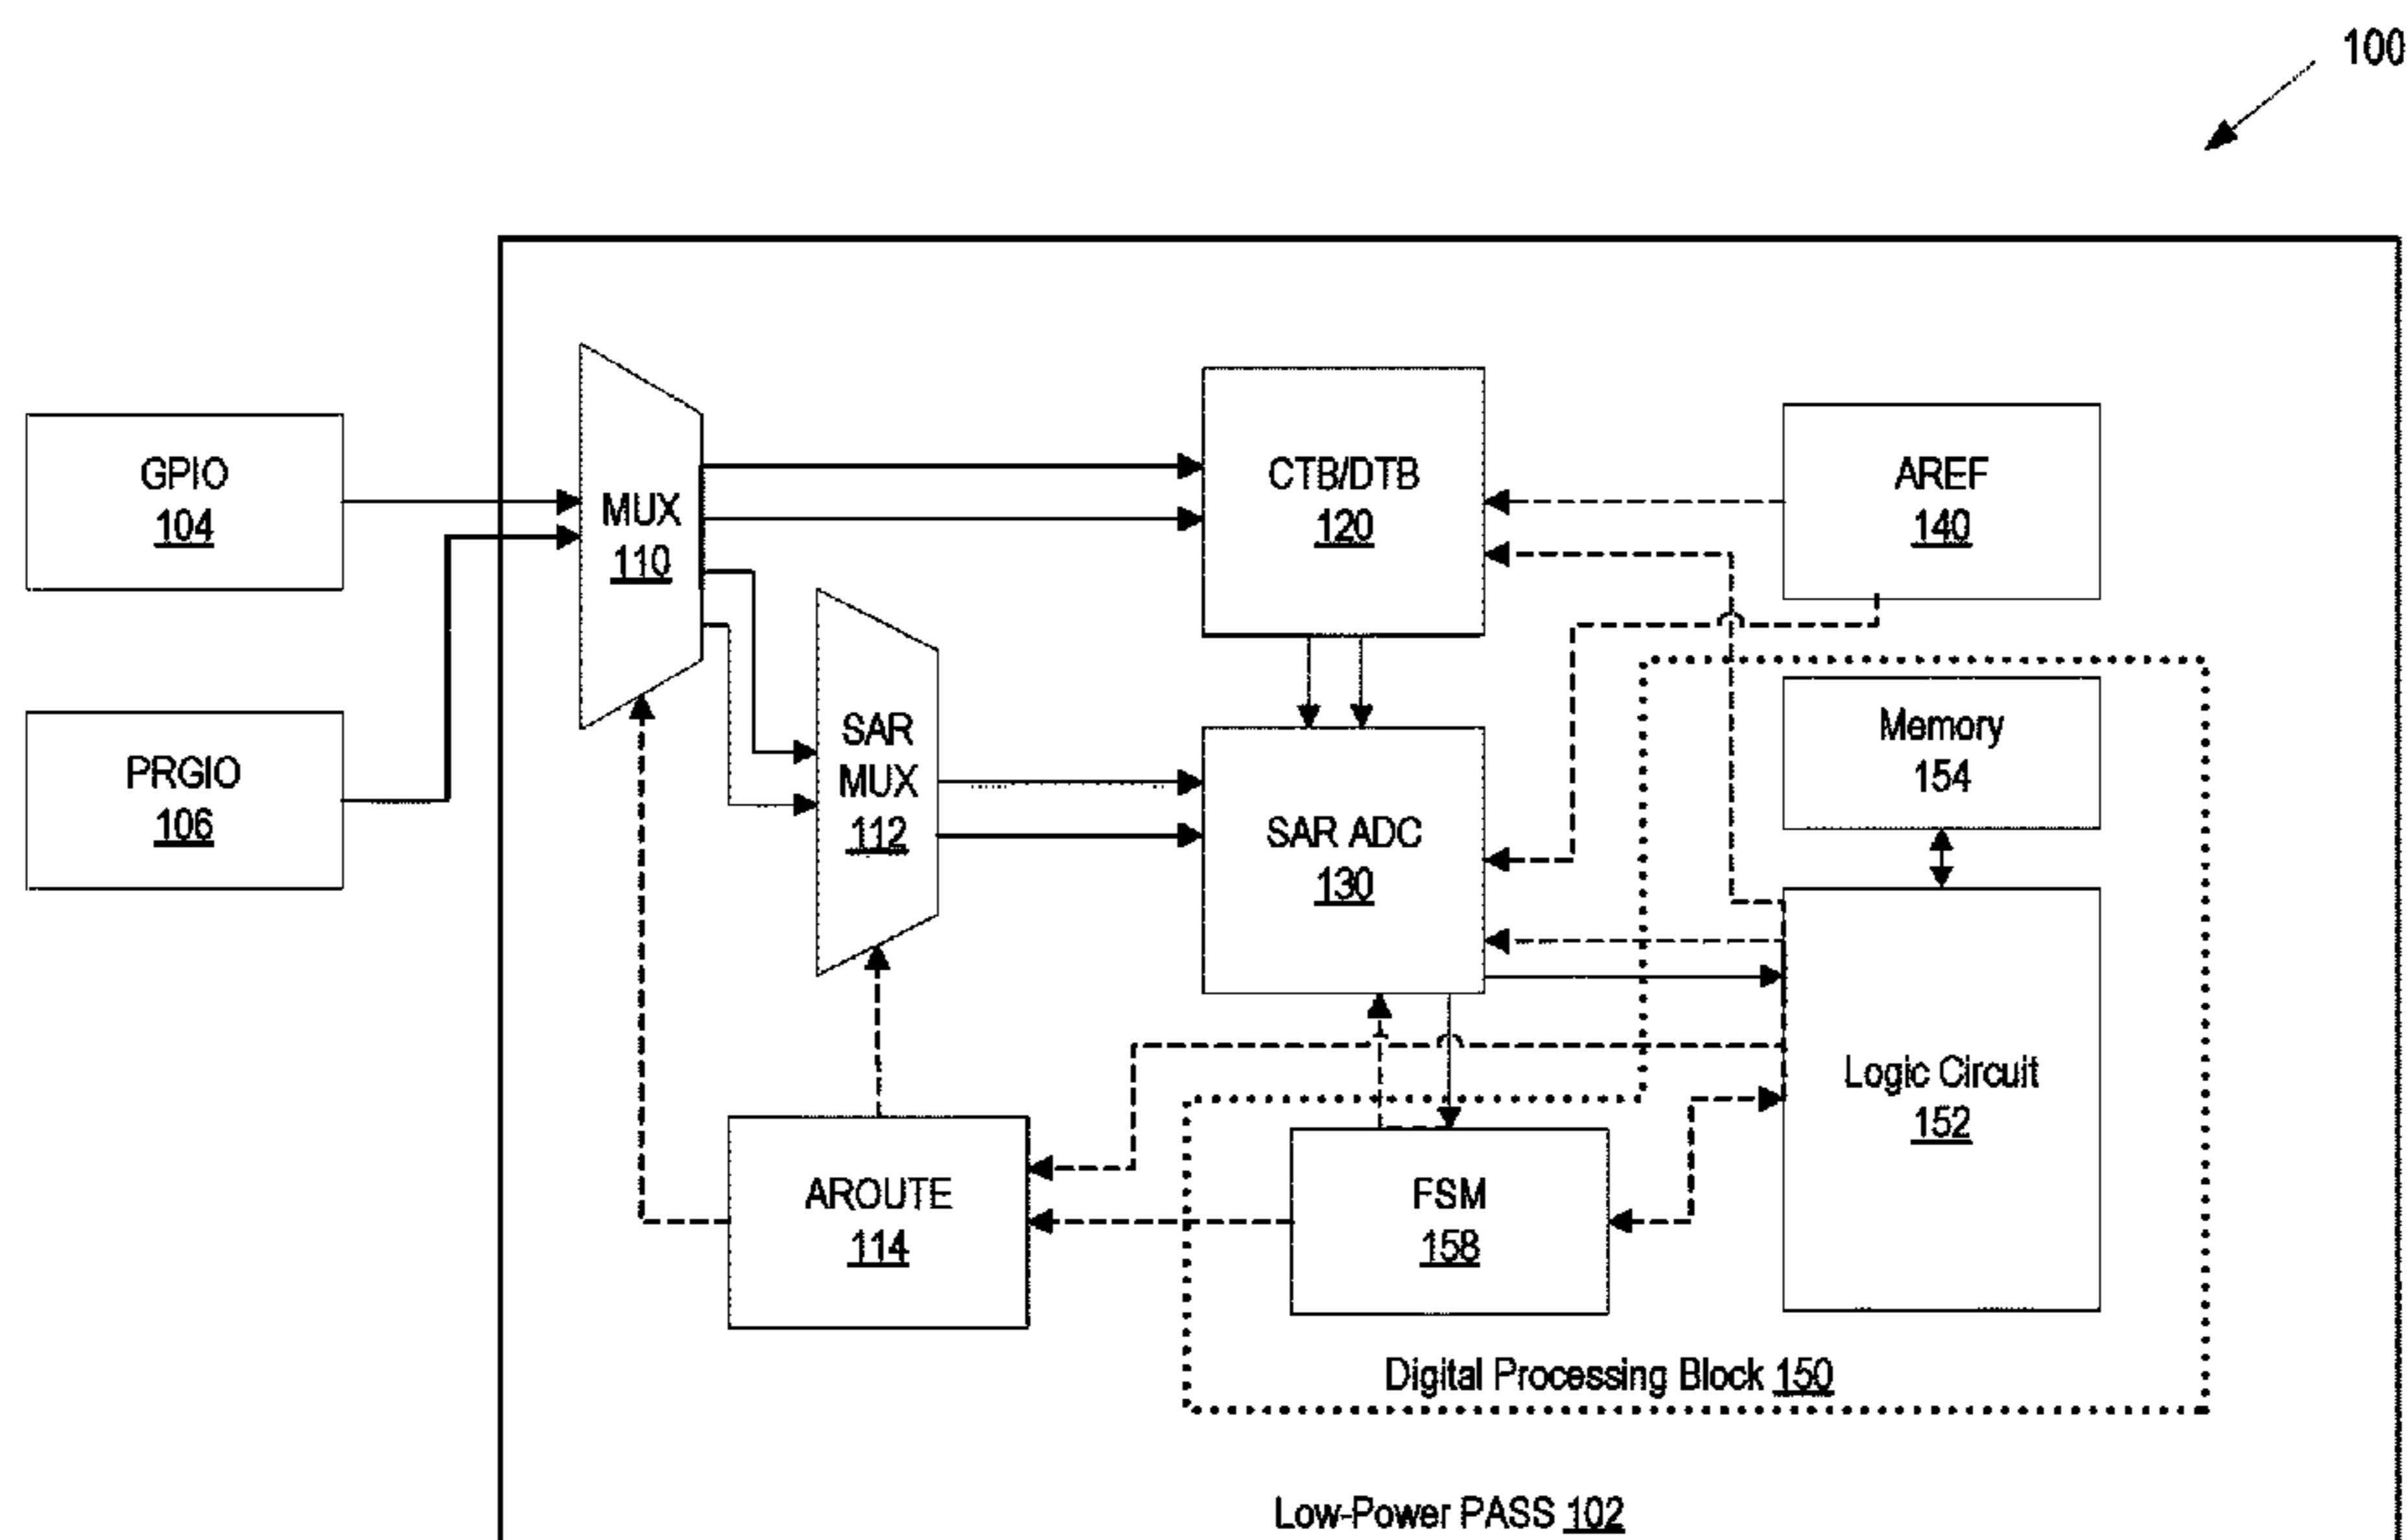 100
GPIO
104
PRGIO
106
MUX
110
SAR
MUX
112
CTB/DTB
120
AREF
140
SAR ADC
130
Memory
154
Logic Circuit
152
AROUTE
114
FSM
158
Digital Processing Block 150
Low-Power PASS 102